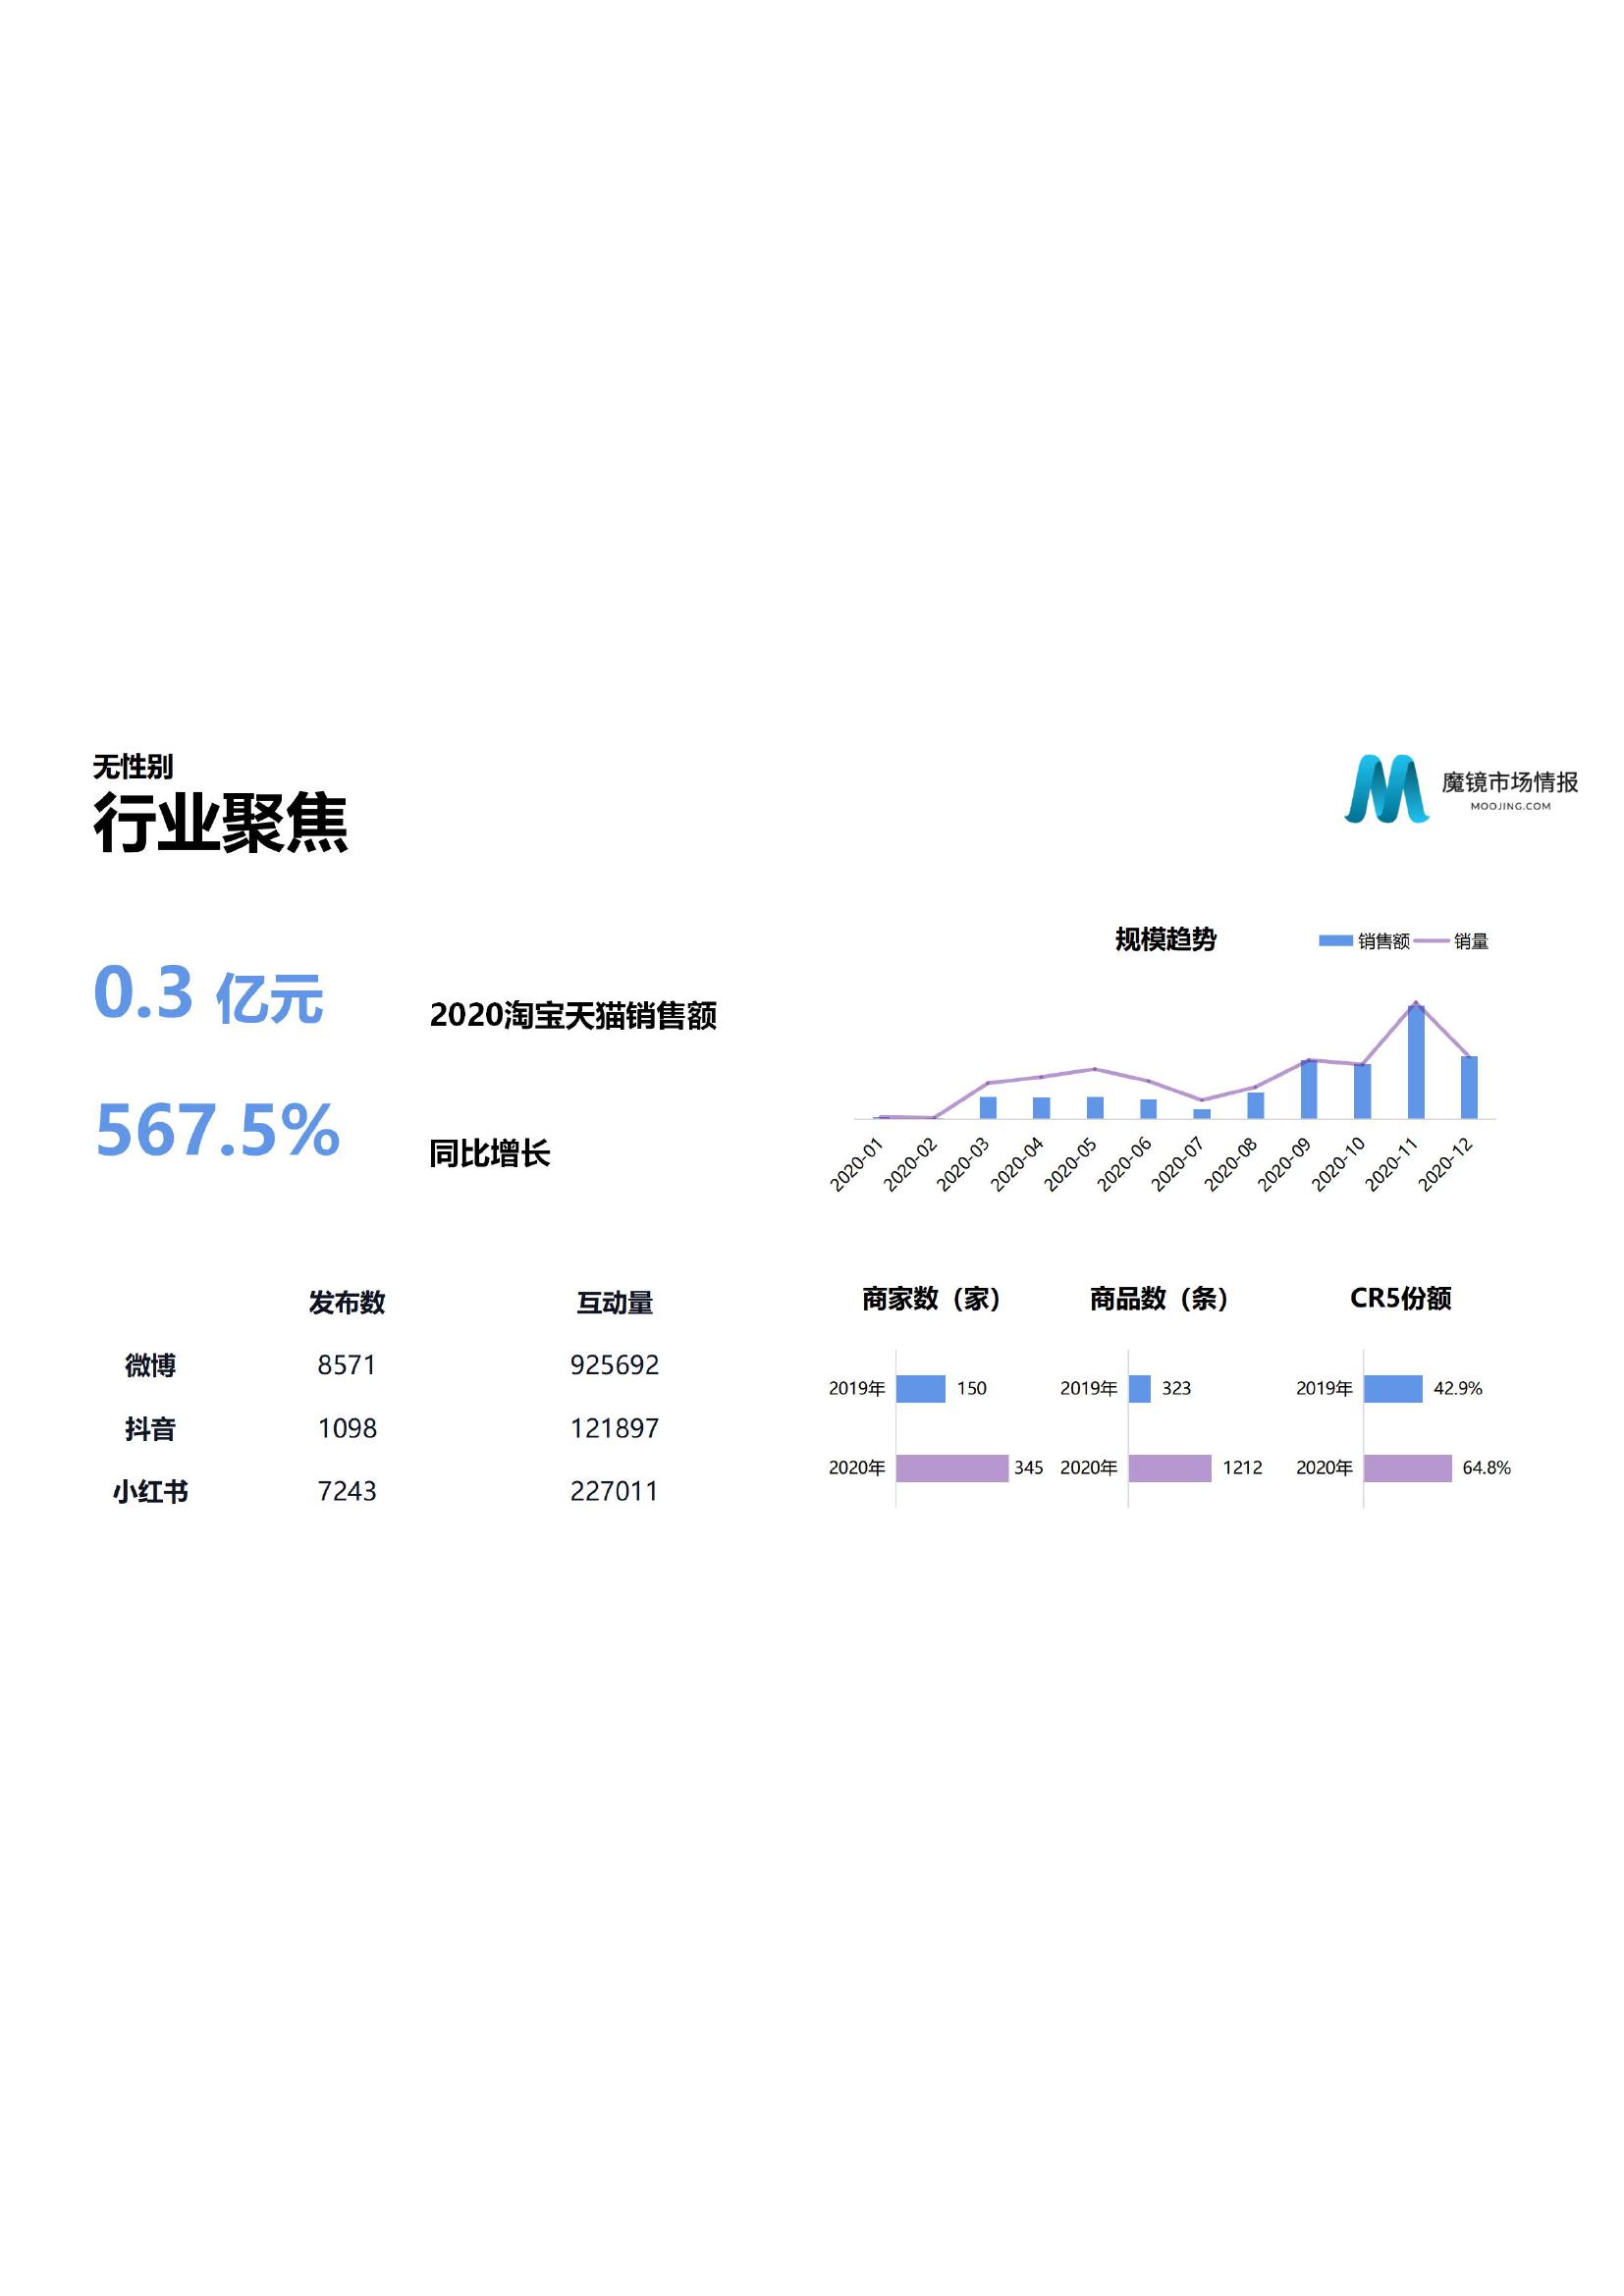 无性别
行业聚焦
魔镜市场情报
MOOJING.COM
0.3 亿元
2020淘宝天猫销售额
567.5%
同比增长
规模趋势
销售额 销量
2020-01 2020-02 2020-03 2020-04 2020-05 2020-06 2020-07 2020-08 2020-09 2020-10 2020-11 2020-12
发布数 互动量
微博 8571 925692
抖音 1098 121897
小红书 7243 227011
商家数（家）
2019年 150
2020年 345
商品数（条）
2019年 323
2020年 1212
CR5份额
2019年 42.9%
2020年 64.8%